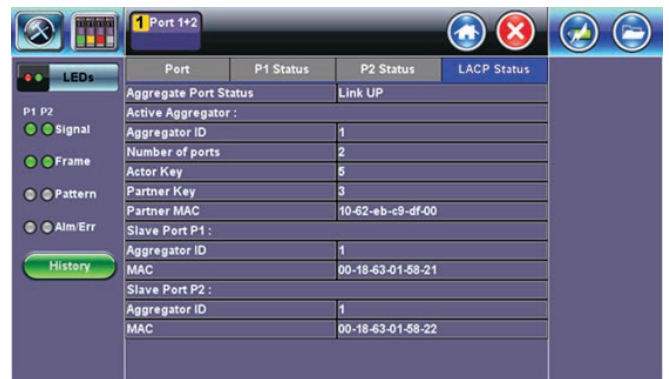 1 Port 1+2
LEDs
P1 P2
Signal
Frame
Pattern
Alm/Err
History
Port P1 Status P2 Status LACP Status
Aggregate Port Status Link UP
Active Aggregator :
Aggregator ID 1
Number of ports 2
Actor Key 5
Partner Key 3
Partner MAC 10-62-eb-c9-df-00
Slave Port P1 :
Aggregator ID 1
MAC 00-18-63-01-58-21
Slave Port P2 :
Aggregator ID 1
MAC 00-18-63-01-58-22